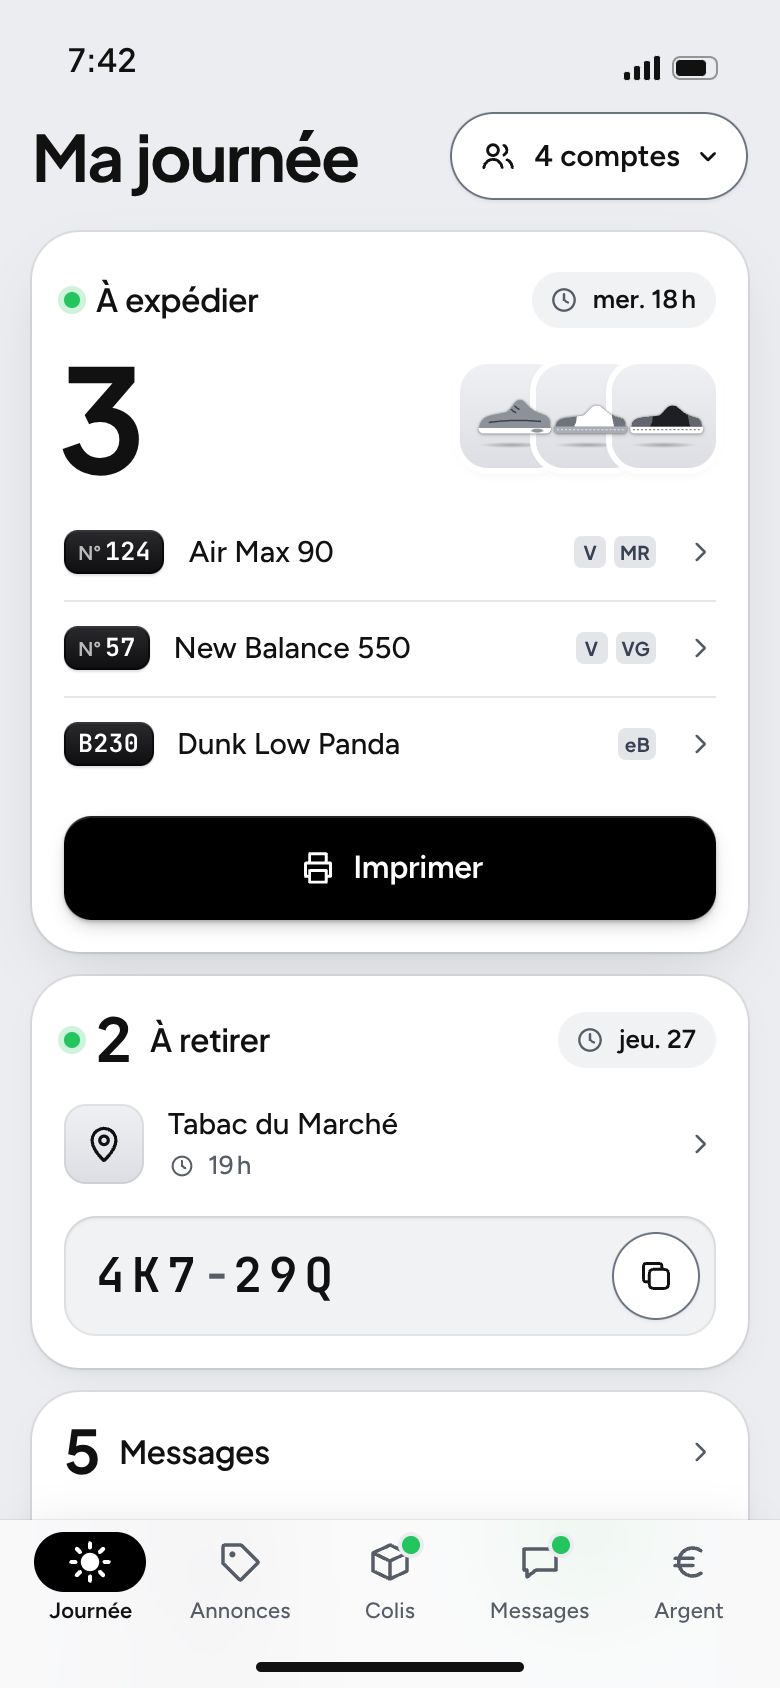 7:42
Ma journée
4 comptes
À expédier
mer. 18 h
3
N° 124 Air Max 90 V MR
N° 57 New Balance 550 V VG
B230 Dunk Low Panda eB
Imprimer
2 À retirer
jeu. 27
Tabac du Marché
19 h
4K7-29Q
5 Messages
Journée Annonces Colis Messages Argent